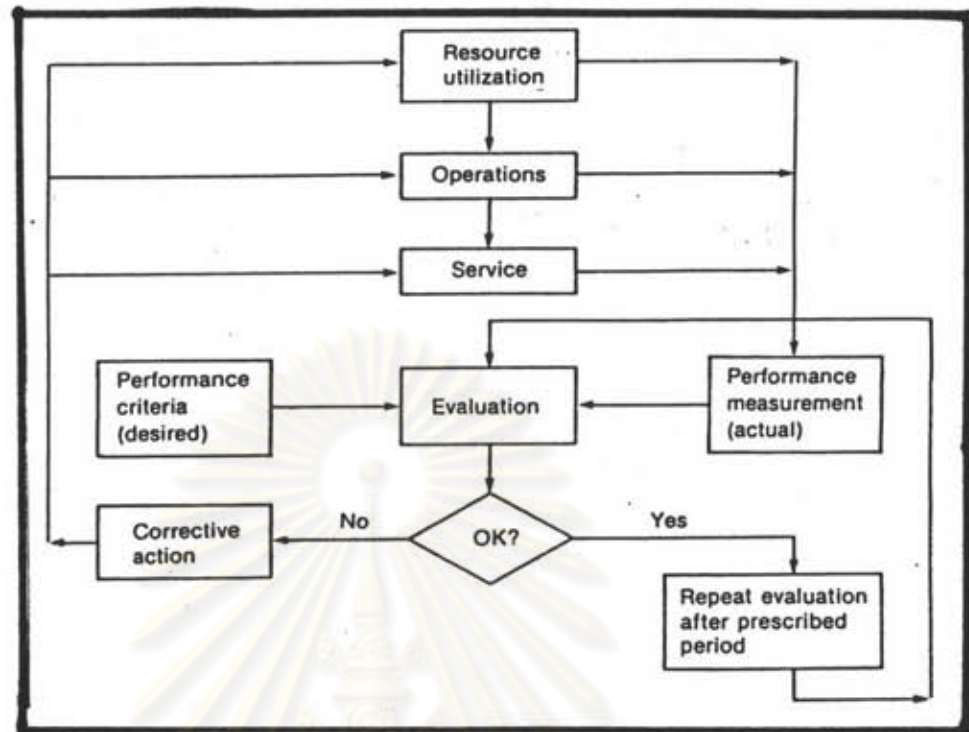 Resource
utilization
Operations
Service
Performance
criteria
(desired)
Evaluation
Performance
measurement
(actual)
Corrective
action
No
OK?
Yes
Repeat evaluation
after prescribed
period